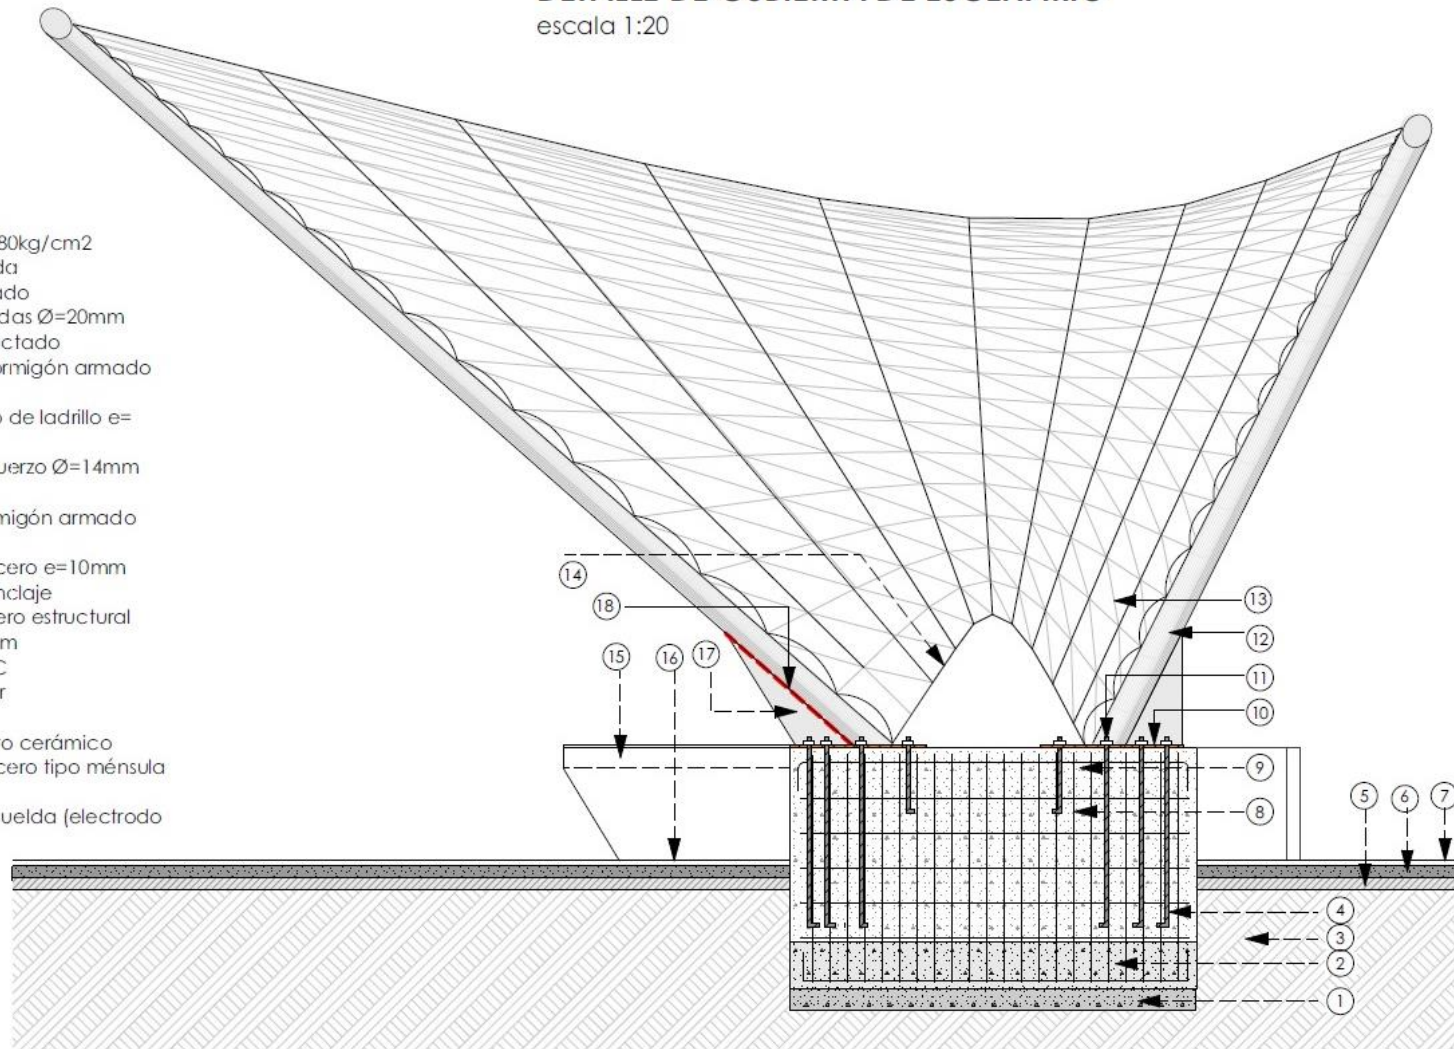 escala 1:20
80kg/cm2
da
ado
das Ø=20mm
ctado
ormigón armado
o de ladrillo e=
uerzo Ø=14mm
migón armado
cero e=10mm
nclaje
ero estructural
m
C
r
to cerámico
cero tipo ménsula
uelda (electrodo
14
18
15
16
17
13
12
11
10
9
8
5
6
7
4
3
2
1